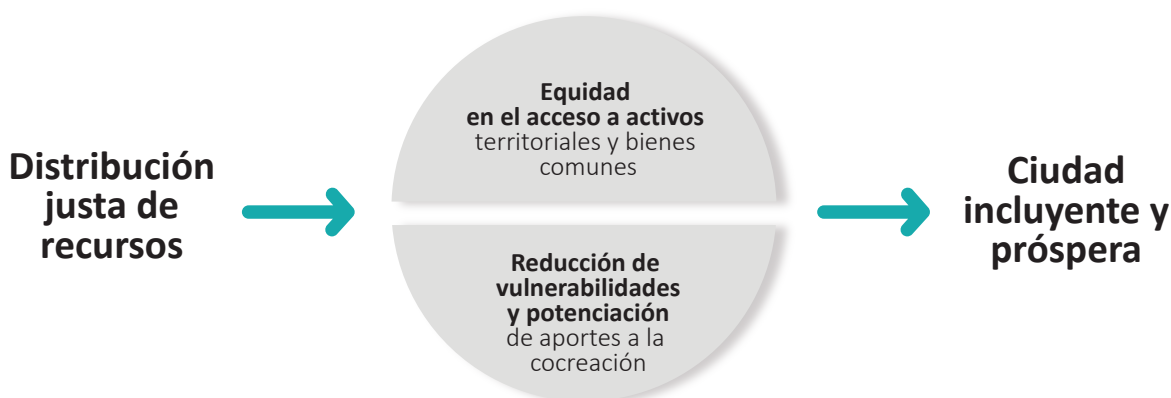 Distribución
justa de
recursos
Equidad
en el acceso a activos
territoriales y bienes
comunes
Reducción de
vulnerabilidades
y potenciación
de aportes a la
cocreación
Ciudad
incluyente y
próspera